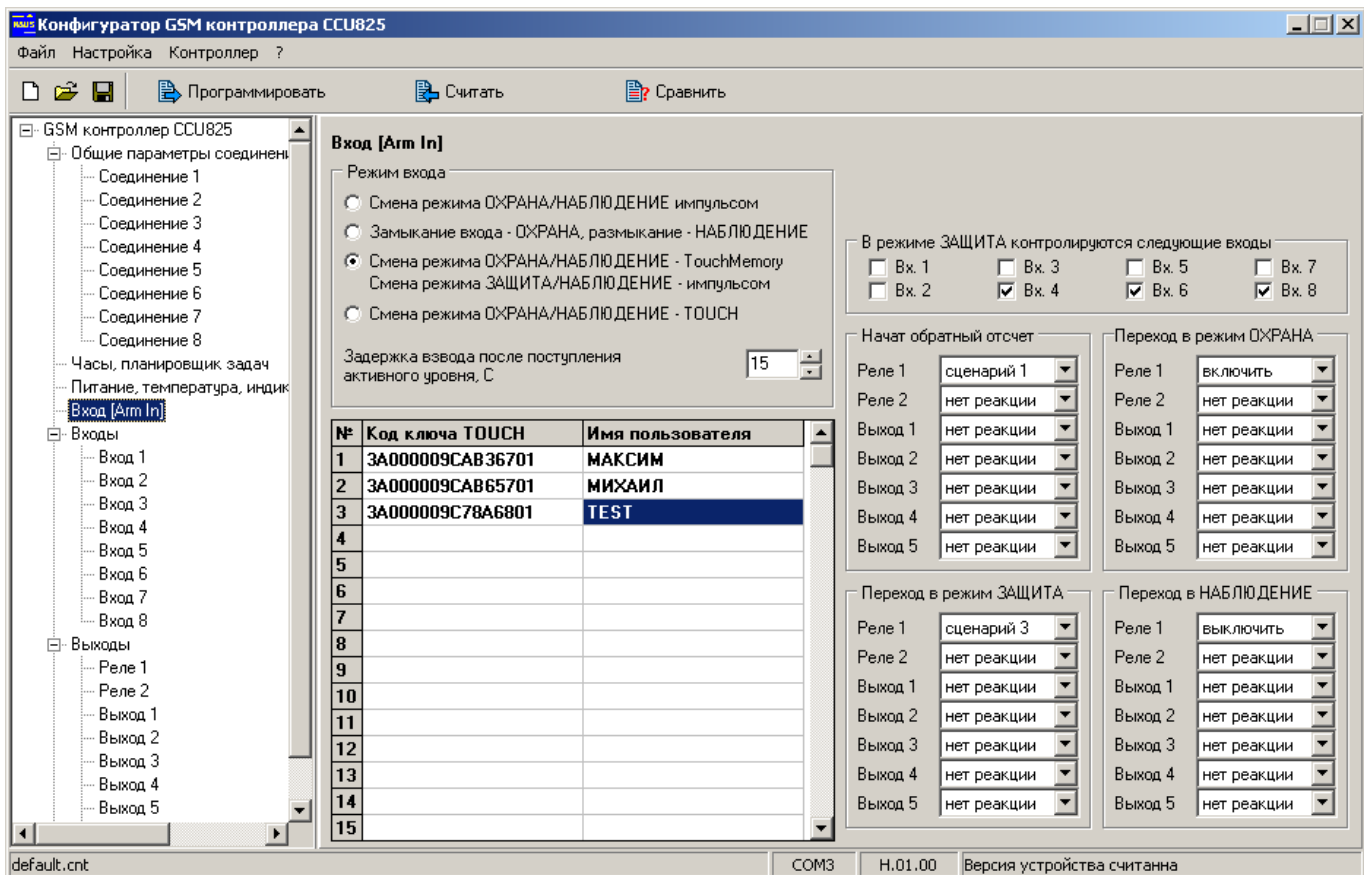 Конфигуратор GSM контроллера CCU825
Файл Настройка Контроллер ?
Программировать Считать Сравнить
GSM контроллер CCU825
Общие параметры соединени
Соединение 1
Соединение 2
Соединение 3
Соединение 4
Соединение 5
Соединение 6
Соединение 7
Соединение 8
Часы, планировщик задач
Питание, температура, индик
Вход [Arm In]
Входы
Вход 1
Вход 2
Вход 3
Вход 4
Вход 5
Вход 6
Вход 7
Вход 8
Выходы
Реле 1
Реле 2
Выход 1
Выход 2
Выход 3
Выход 4
Выход 5
Вход [Arm In]
Режим входа
Смена режима ОХРАНА/НАБЛЮДЕНИЕ импульсом
Замыкание входа - ОХРАНА, размыкание - НАБЛЮДЕНИЕ
Смена режима ОХРАНА/НАБЛЮДЕНИЕ - TouchMemory
Смена режима ЗАЩИТА/НАБЛЮДЕНИЕ - импульсом
Смена режима ОХРАНА/НАБЛЮДЕНИЕ - TOUCH
Задержка взвода после поступления
активного уровня, С
15
№ Код ключа TOUCH Имя пользователя
1 3A000009CAB36701 МАКСИМ
2 3A000009CAB65701 МИХАИЛ
3 3A000009C78A6801 TEST
4
5
6
7
8
9
10
11
12
13
14
15
В режиме ЗАЩИТА контролируются следующие входы
Вх. 1 Вх. 3 Вх. 5 Вх. 7
Вх. 2 Вх. 4 Вх. 6 Вх. 8
Начат обратный отсчет
Реле 1 сценарий 1
Реле 2 нет реакции
Выход 1 нет реакции
Выход 2 нет реакции
Выход 3 нет реакции
Выход 4 нет реакции
Выход 5 нет реакции
Переход в режим ОХРАНА
Реле 1 включить
Реле 2 нет реакции
Выход 1 нет реакции
Выход 2 нет реакции
Выход 3 нет реакции
Выход 4 нет реакции
Выход 5 нет реакции
Переход в режим ЗАЩИТА
Реле 1 сценарий 3
Реле 2 нет реакции
Выход 1 нет реакции
Выход 2 нет реакции
Выход 3 нет реакции
Выход 4 нет реакции
Выход 5 нет реакции
Переход в НАБЛЮДЕНИЕ
Реле 1 выключить
Реле 2 нет реакции
Выход 1 нет реакции
Выход 2 нет реакции
Выход 3 нет реакции
Выход 4 нет реакции
Выход 5 нет реакции
default.cnt COM3 H.01.00 Версия устройства считанна